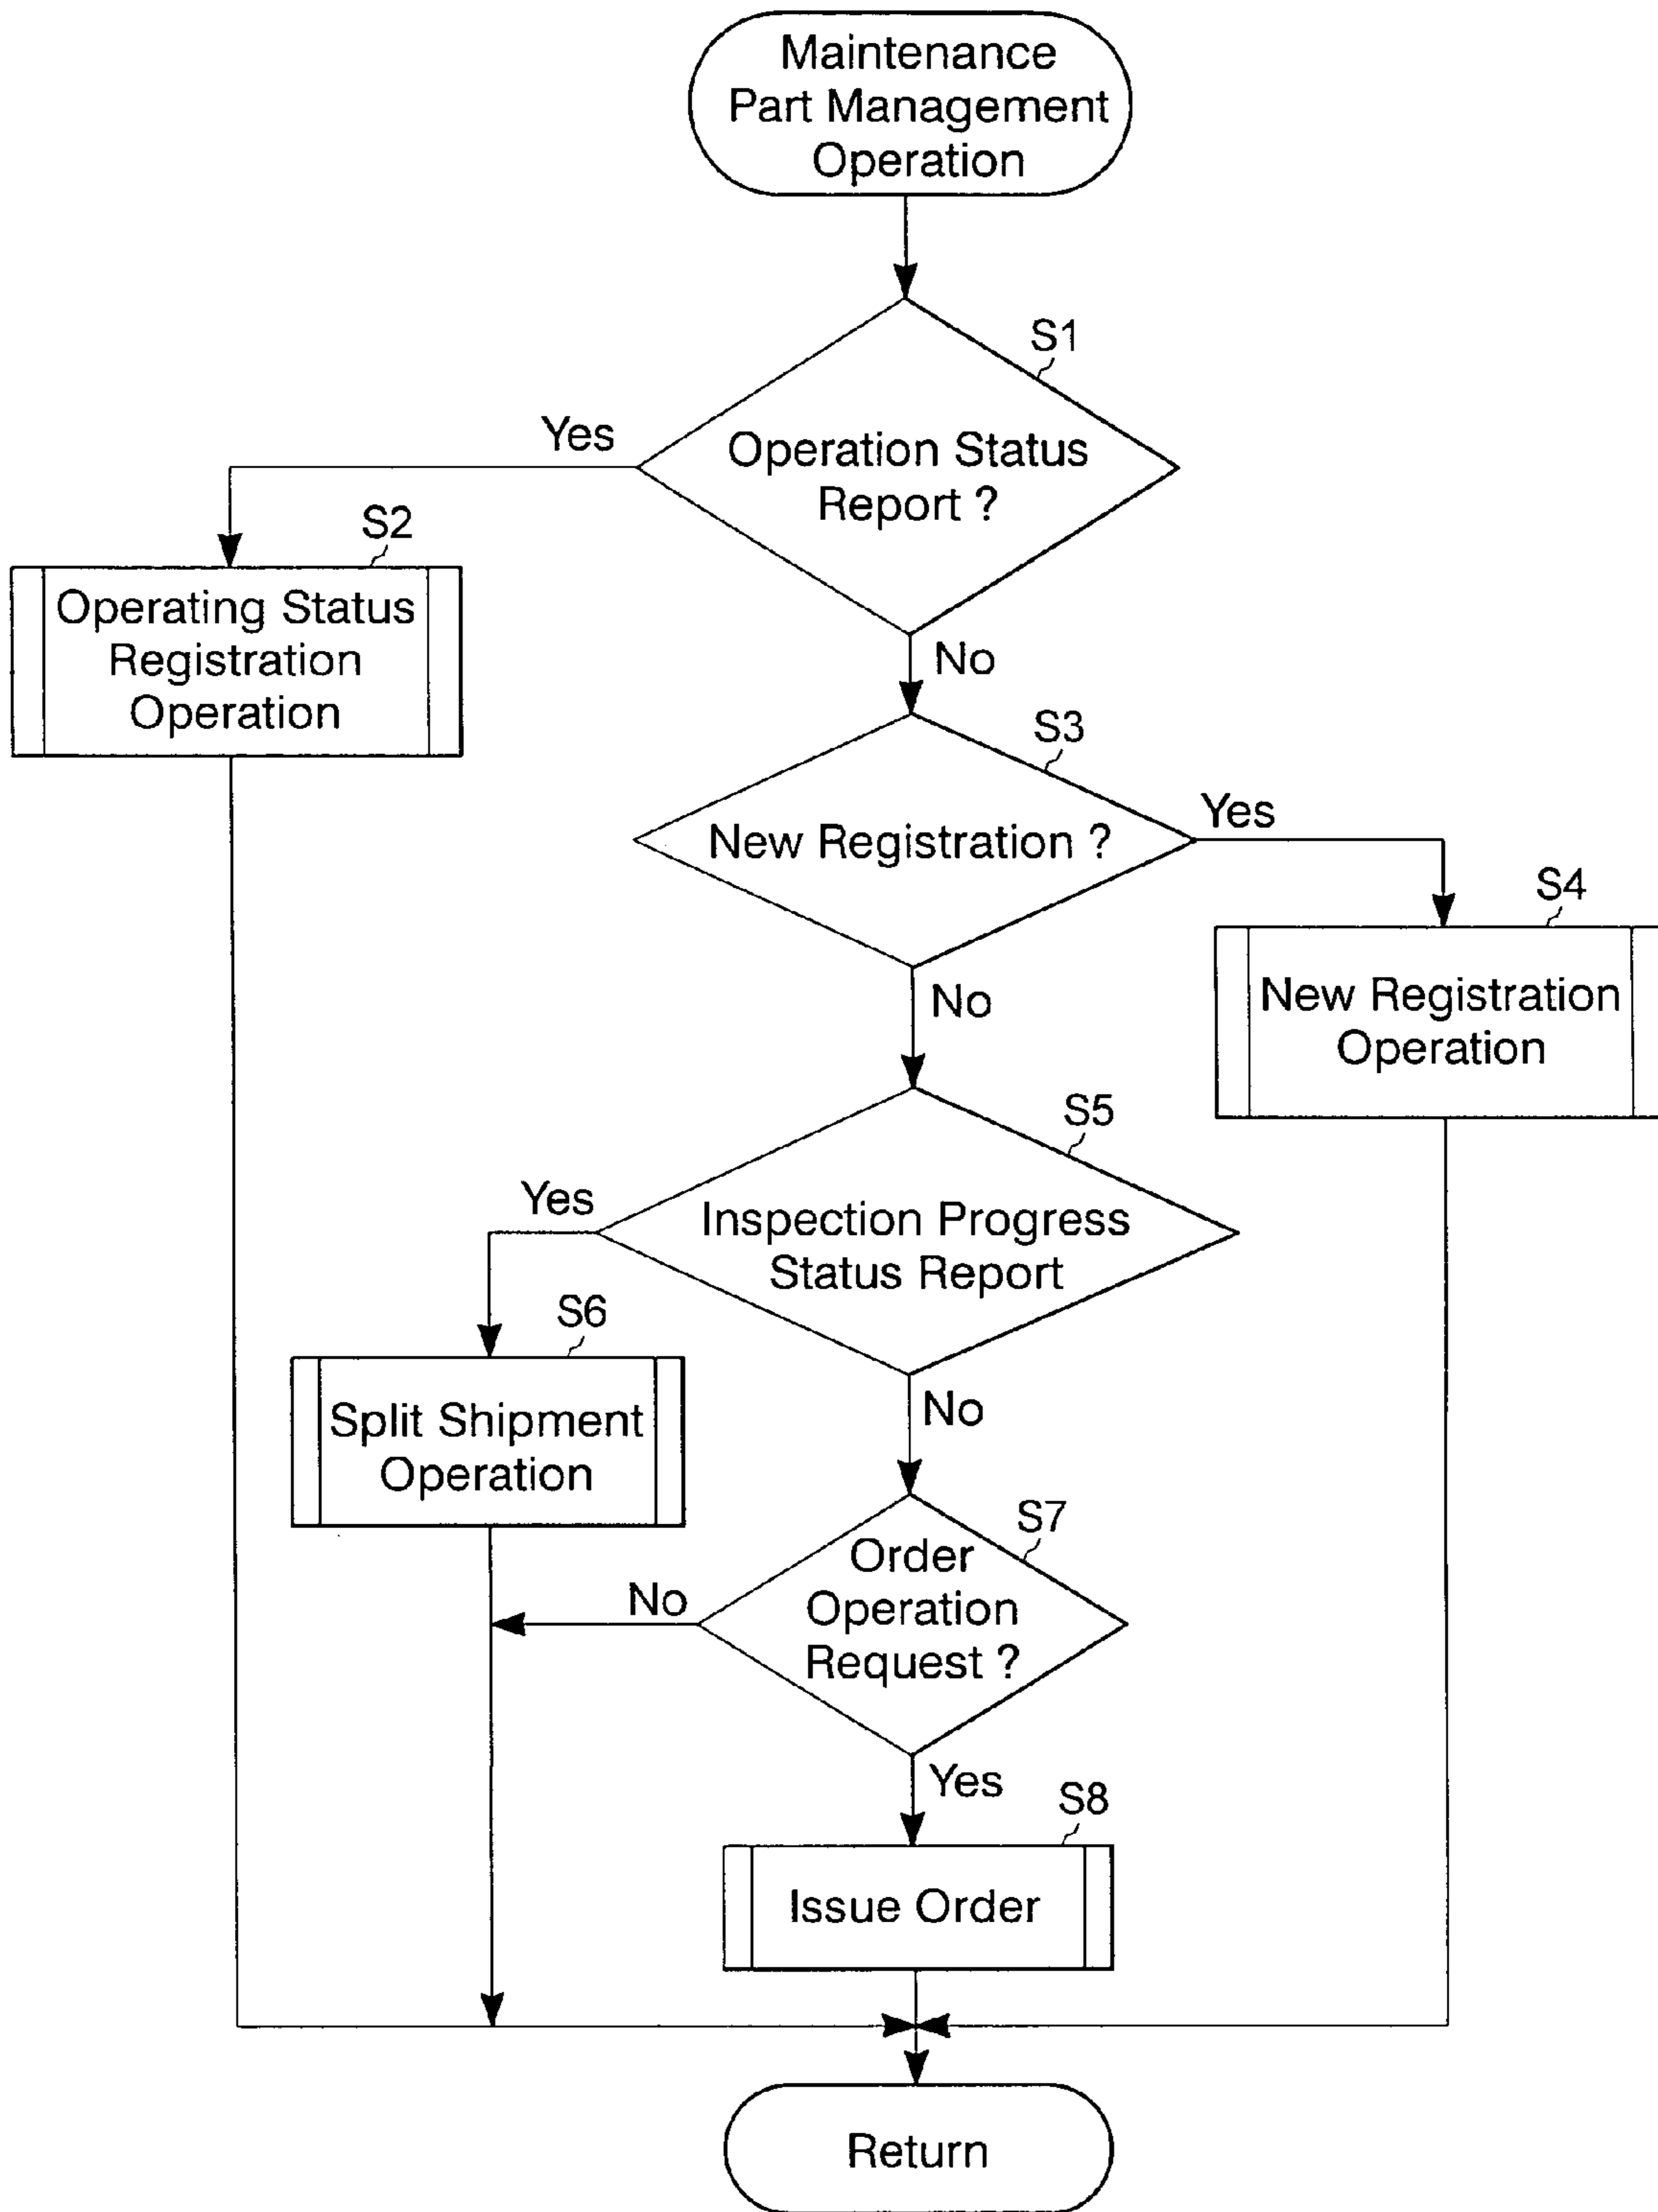 Maintenance
Part Management
Operation
S1
Yes
Operation Status
Report ?
S2
Operating Status
Registration
Operation
No
S3
New Registration ?
Yes
S4
New Registration
Operation
No
S5
Yes
Inspection Progress
Status Report
S6
Split Shipment
Operation
No
S7
No
Order
Operation
Request ?
Yes
S8
Issue Order
Return